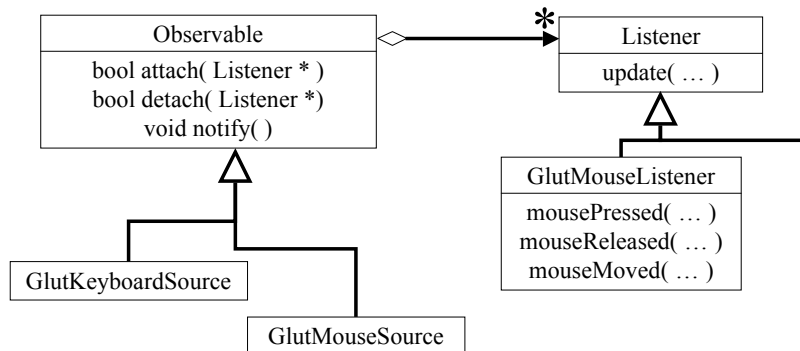 Observable
bool attach( Listener * )
bool detach( Listener *)
void notify( )
*
Listener
update( … )
GlutMouseListener
mousePressed( … )
mouseReleased( … )
mouseMoved( … )
GlutKeyboardSource
GlutMouseSource